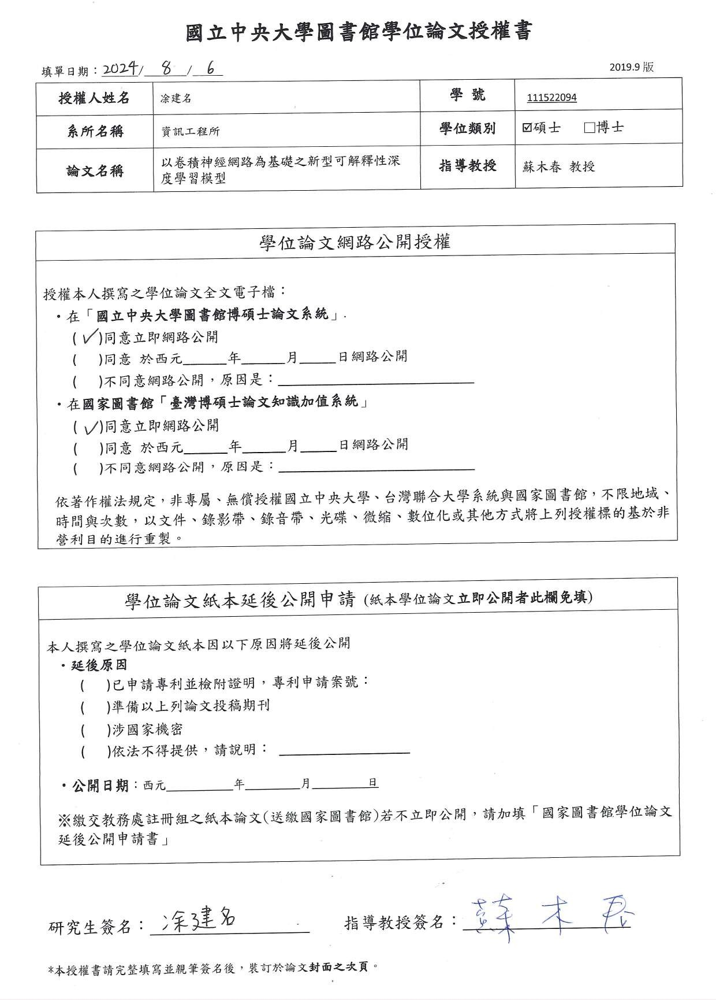 國立中央大學圖書館學位論文授權書
填單日期：2024/ 8 / 6
2019.9 版
授權人姓名 凃建名 學 號 111522094
系所名稱 資訊工程所 學位類別 ☑碩士 □博士
論文名稱 以卷積神經網路為基礎之新型可解釋性深度學習模型 指導教授 蘇木春 教授
學位論文網路公開授權
授權本人撰寫之學位論文全文電子檔：
・在「國立中央大學圖書館博碩士論文系統」.
( ✓)同意立即網路公開
( )同意 於西元______年______月_____日網路公開
( )不同意網路公開，原因是：___________________________
・在國家圖書館「臺灣博碩士論文知識加值系統」
( ✓)同意立即網路公開
( )同意 於西元______年______月_____日網路公開
( )不同意網路公開，原因是：___________________________
依著作權法規定，非專屬、無償授權國立中央大學、台灣聯合大學系統與國家圖書館，不限地域、
時間與次數，以文件、錄影帶、錄音帶、光碟、微縮、數位化或其他方式將上列授權標的基於非
營利目的進行重製。
學位論文紙本延後公開申請 (紙本學位論文立即公開者此欄免填)
本人撰寫之學位論文紙本因以下原因將延後公開
・延後原因
( )已申請專利並檢附證明，專利申請案號：
( )準備以上列論文投稿期刊
( )涉國家機密
( )依法不得提供，請說明：__________________
・公開日期：西元__________年________月________日
※繳交教務處註冊組之紙本論文(送繳國家圖書館)若不立即公開，請加填「國家圖書館學位論文
延後公開申請書」
研究生簽名： 凃建名 指導教授簽名： 蘇木春
*本授權書請完整填寫並親筆簽名後，裝訂於論文封面之次頁。